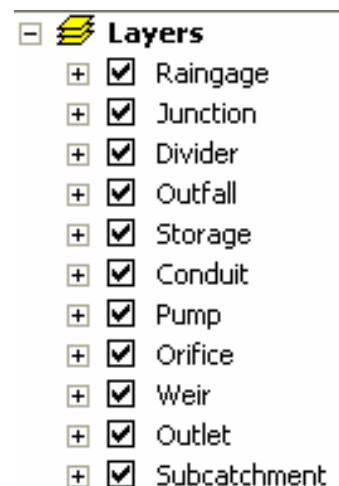 Layers
Raingage
Junction
Divider
Outfall
Storage
Conduit
Pump
Orifice
Weir
Outlet
Subcatchment